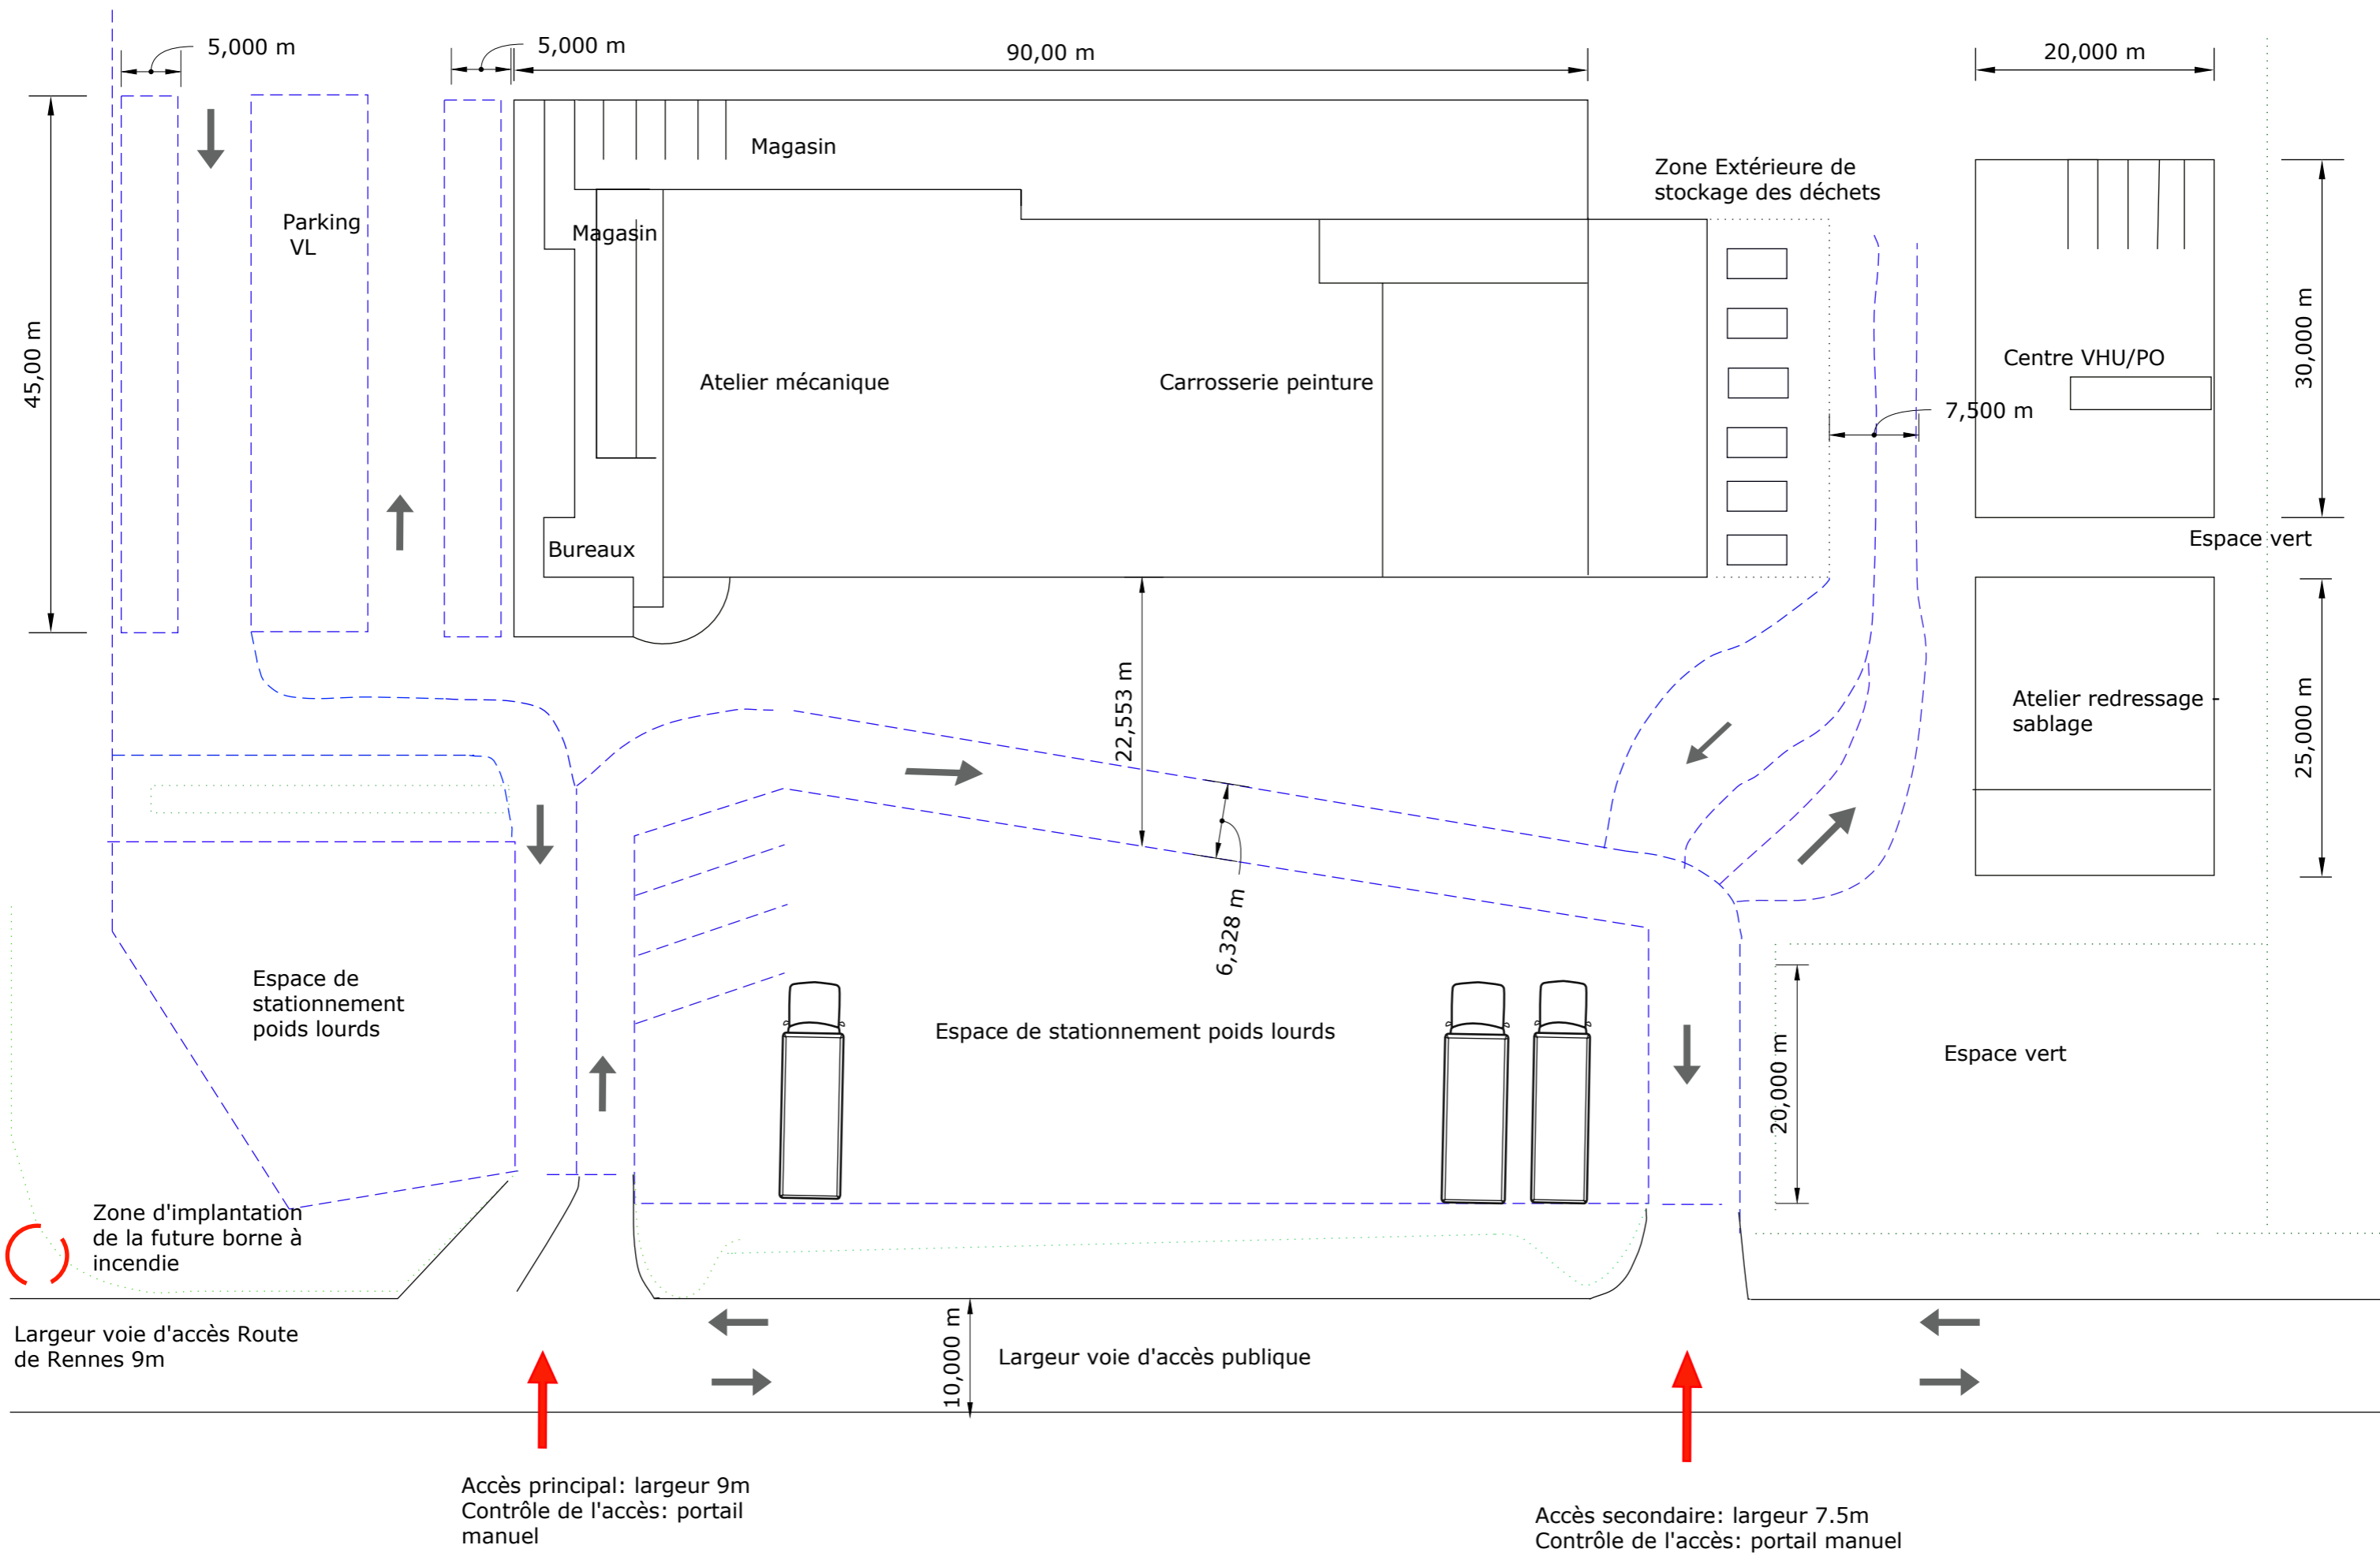 5,000 m
5,000 m
90,00 m
20,000 m
Magasin
Zone Extérieure de
stockage des déchets
Parking
VL
Magasin
45,00 m
30,000 m
Centre VHU/PO
Atelier mécanique
Carrosserie peinture
7,500 m
Bureaux
Espace vert
22,553 m
Atelier redressage -
sablage
25,000 m
6,328 m
Espace de
stationnement
poids lourds
Espace de stationnement poids lourds
20,000 m
Espace vert
Zone d'implantation
de la future borne à
incendie
Largeur voie d'accès Route
de Rennes 9m
10,000 m
Largeur voie d'accès publique
Accès principal: largeur 9m
Contrôle de l'accès: portail
manuel
Accès secondaire: largeur 7.5m
Contrôle de l'accès: portail manuel